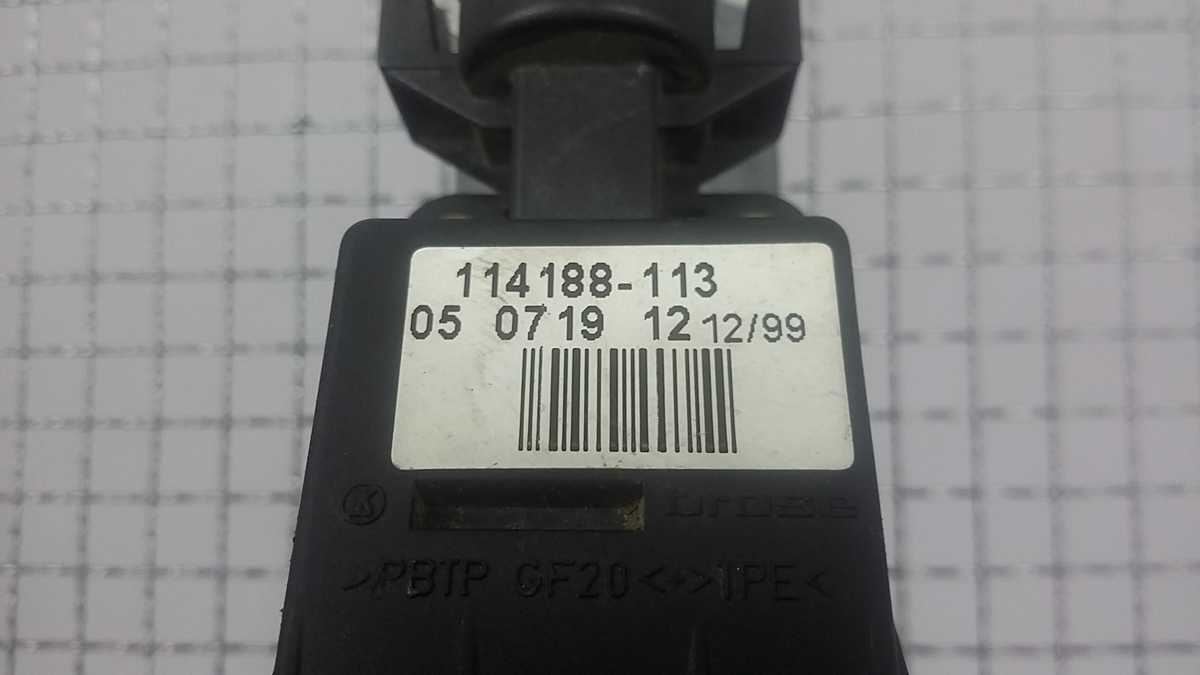 114188-113
05 0719 12 12/99
brose
>PBTP GF20<+>TPE<